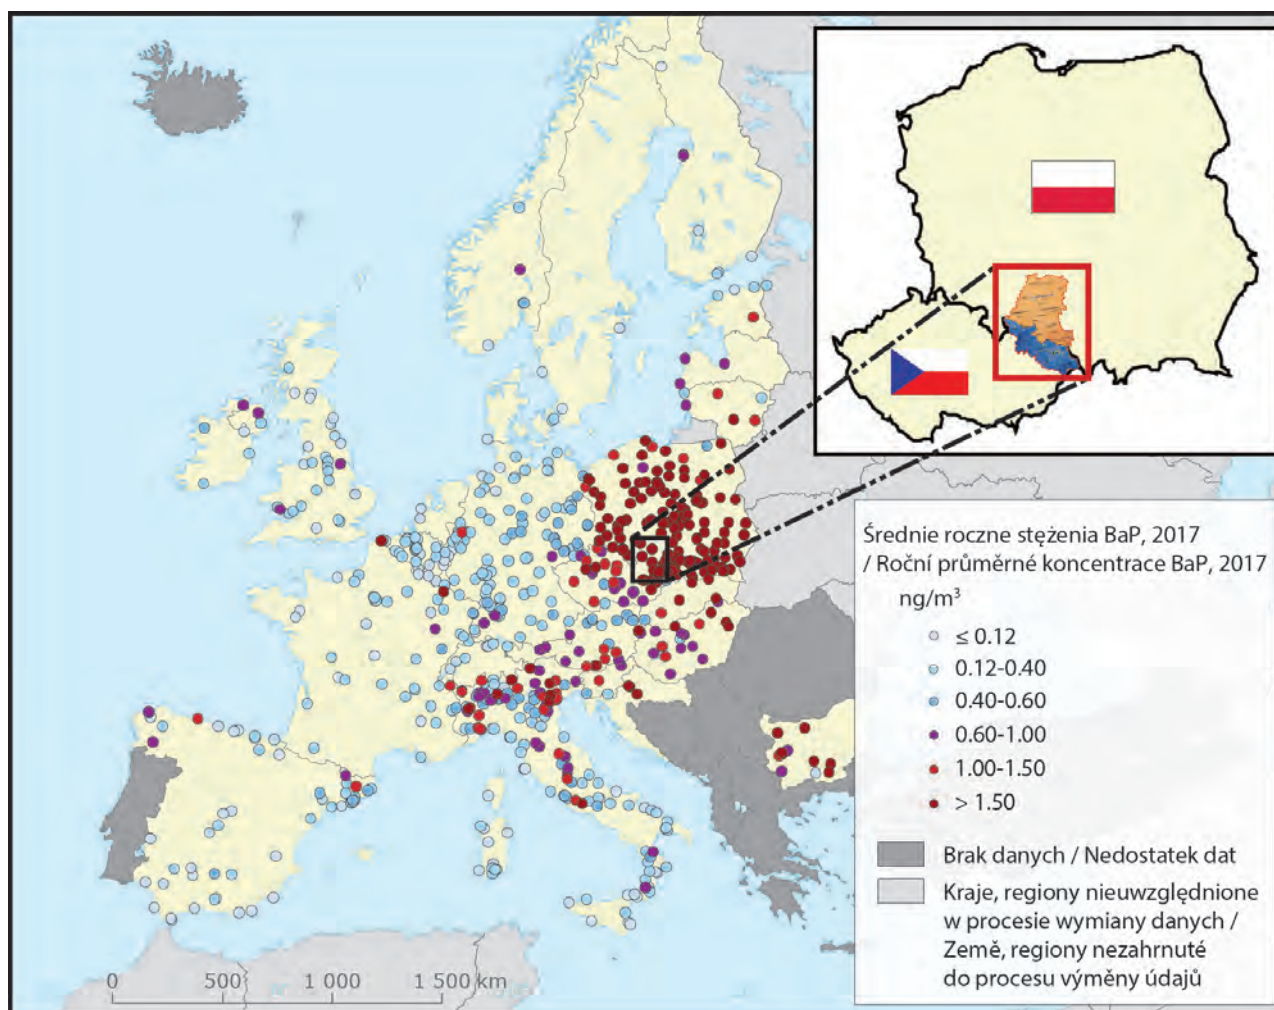 Średnie roczne stężenia BaP, 2017
/ Roční průměrné koncentrace BaP, 2017
ng/m³
≤ 0.12
0.12-0.40
0.40-0.60
0.60-1.00
1.00-1.50
> 1.50
Brak danych / Nedostatek dat
Kraje, regiony nieuwzględnione
w procesie wymiany danych /
Země, regiony nezahrnuté
do procesu výměny údajů
0 500 1 000 1 500 km